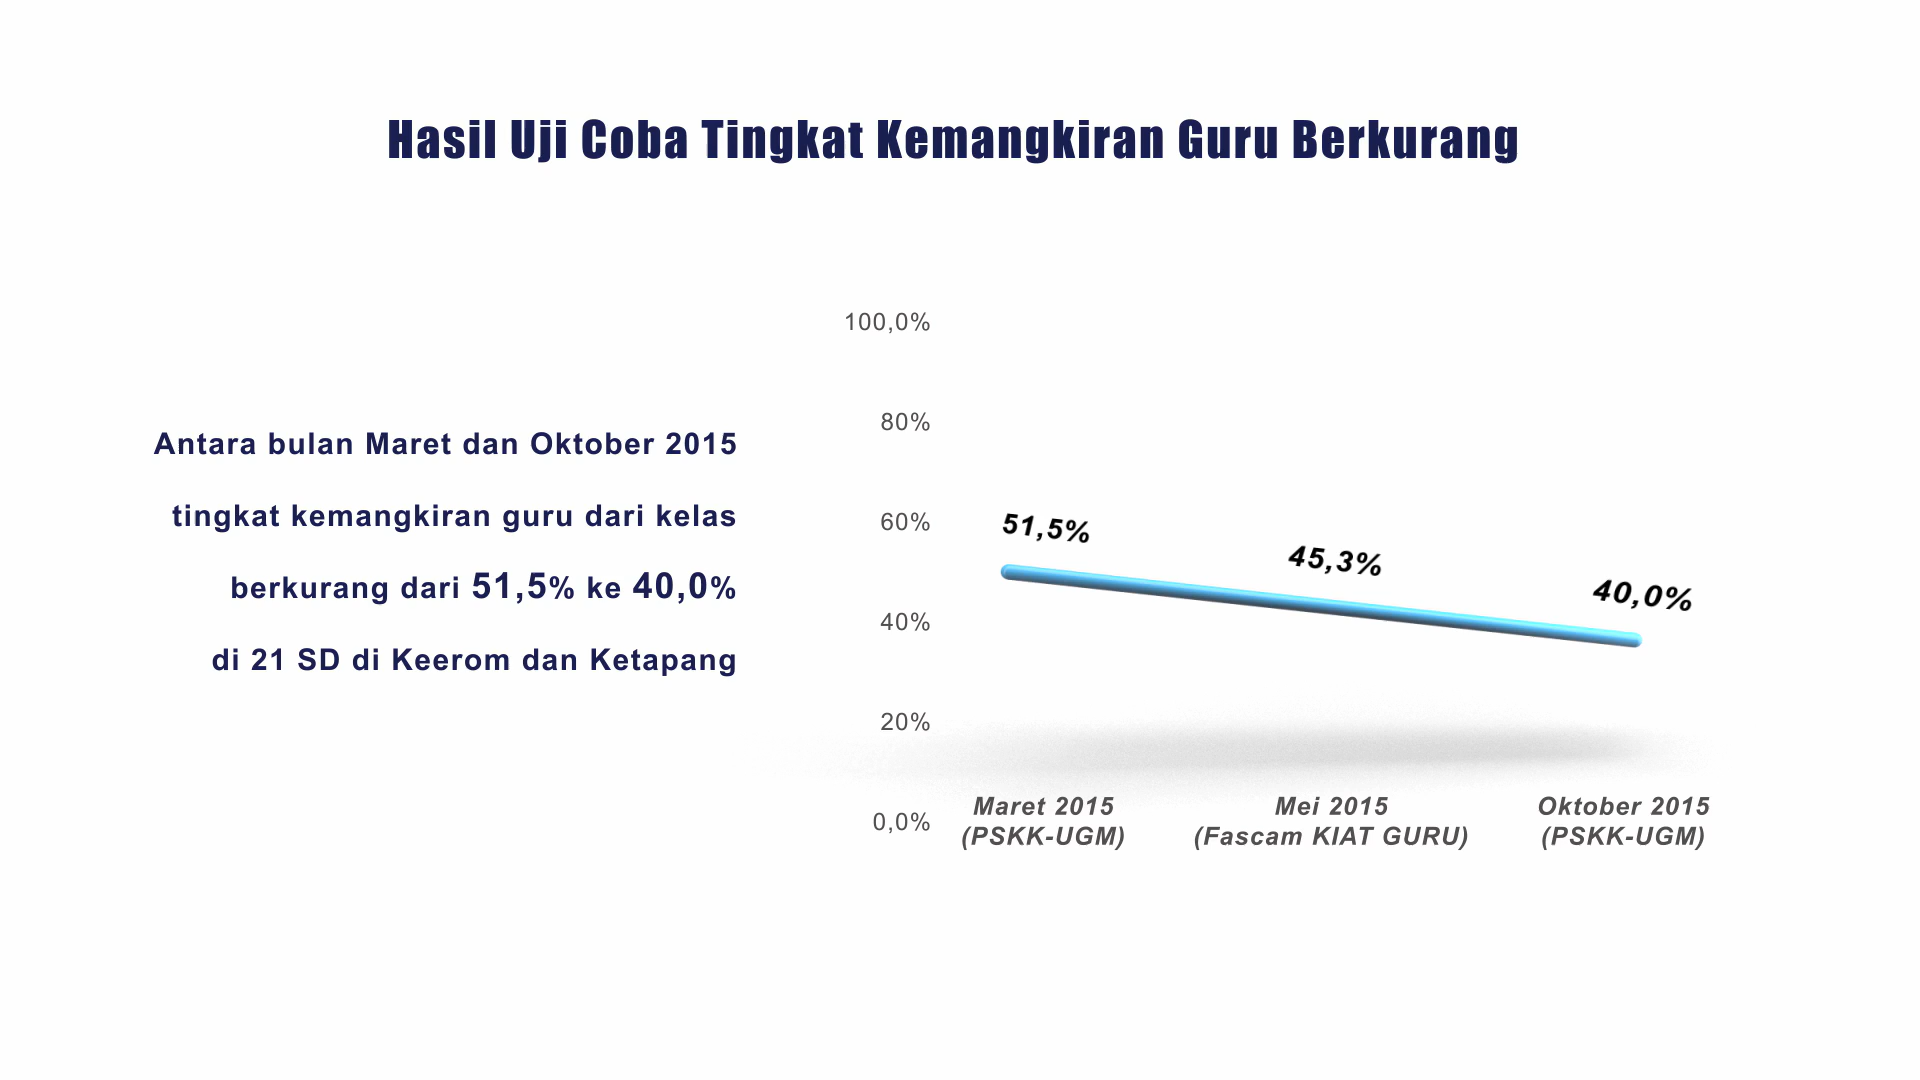 Hasil Uji Coba Tingkat Kemangkiran Guru Berkurang
Antara bulan Maret dan Oktober 2015
tingkat kemangkiran guru dari kelas
berkurang dari 51,5% ke 40,0%
di 21 SD di Keerom dan Ketapang
100,0%
80%
60%
40%
20%
0,0%
51,5%
45,3%
40,0%
Maret 2015
(PSKK-UGM)
Mei 2015
(Fascam KIAT GURU)
Oktober 2015
(PSKK-UGM)